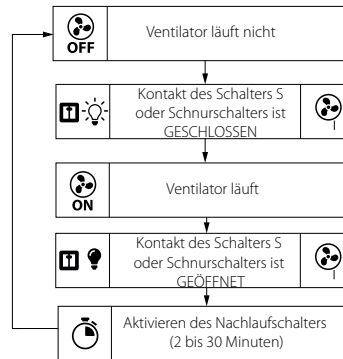 OFF
Ventilator läuft nicht
Kontakt des Schalters S
oder Schnurschalters ist
GESCHLOSSEN
ON
Ventilator läuft
Kontakt des Schalters S
oder Schnurschalters ist
GEÖFFNET
Aktivieren des Nachlaufschalters
(2 bis 30 Minuten)